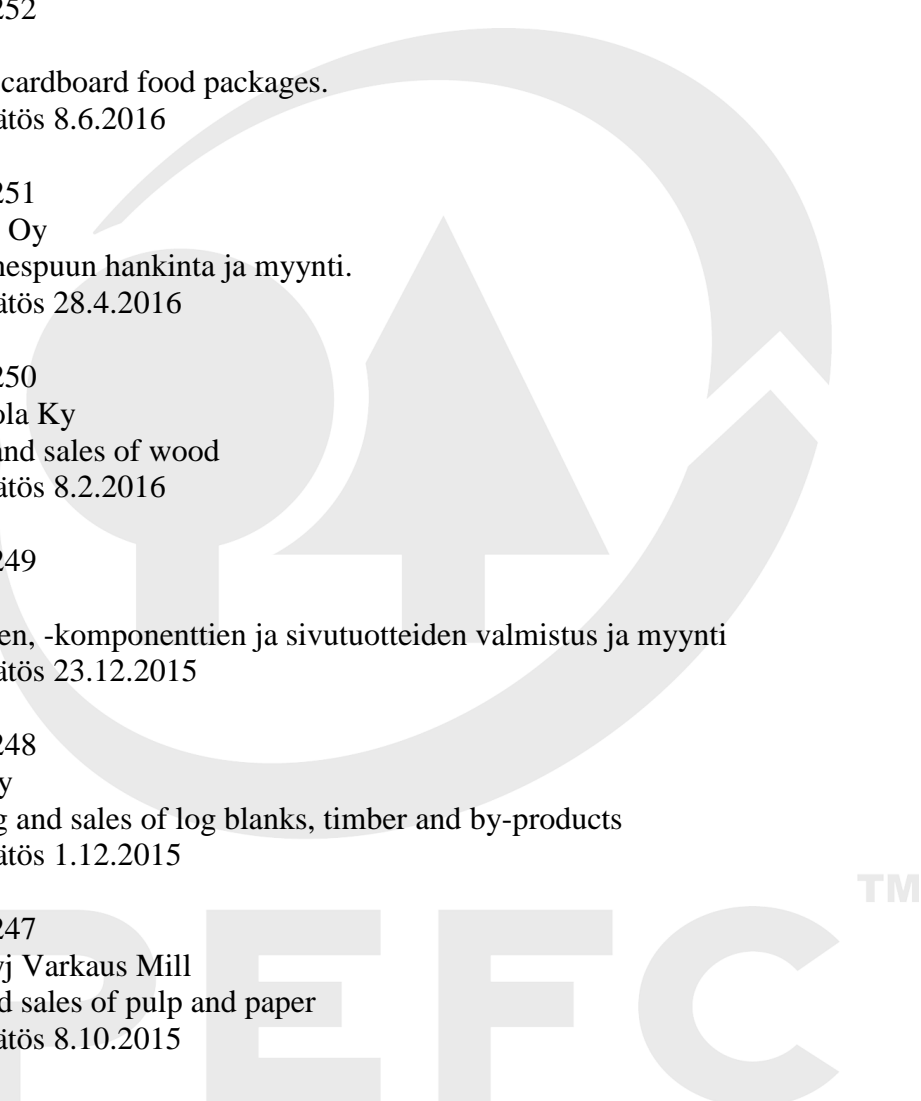 252
cardboard food packages.
ätös 8.6.2016
251
Oy
nespuun hankinta ja myynti.
ätös 28.4.2016
250
ola Ky
and sales of wood
ätös 8.2.2016
249
en, -komponenttien ja sivutuotteiden valmistus ja myynti
ätös 23.12.2015
248
y
g and sales of log blanks, timber and by-products
ätös 1.12.2015
247
yj Varkaus Mill
d sales of pulp and paper
ätös 8.10.2015
PEFC TM